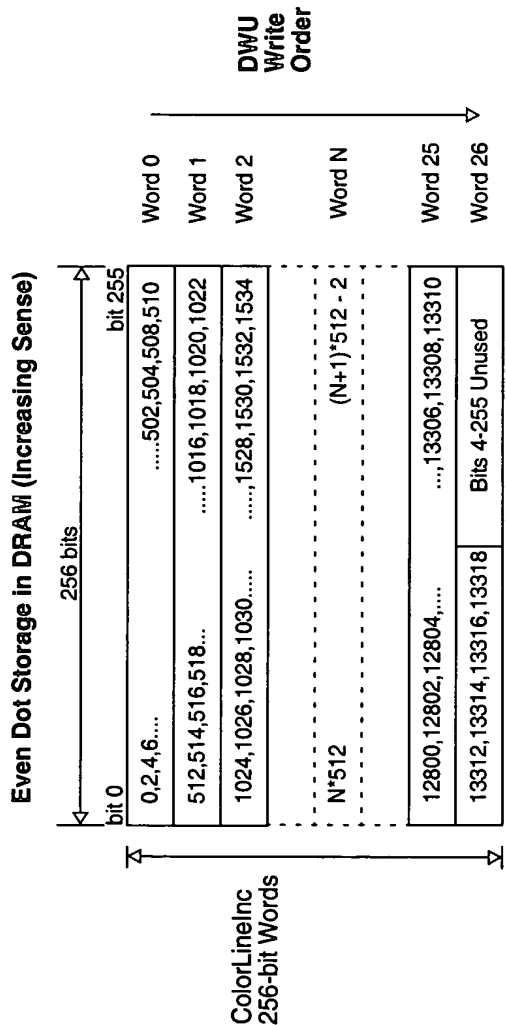 Even Dot Storage in DRAM (Increasing Sense)
256 bits
bit 0
bit 255
0,2,4,6.....
......502,504,508,510
Word 0
512,514,516,518...
......1016,1018,1020,1022
Word 1
1024,1026,1028,1030.....
......,1528,1530,1532,1534
Word 2
N*512
(N+1)*512 - 2
Word N
12800,12802,12804,....
....,13306,13308,13310
Word 25
13312,13314,13316,13318
Bits 4-255 Unused
Word 26
ColorLineInc
256-bit Words
DWU
Write
Order